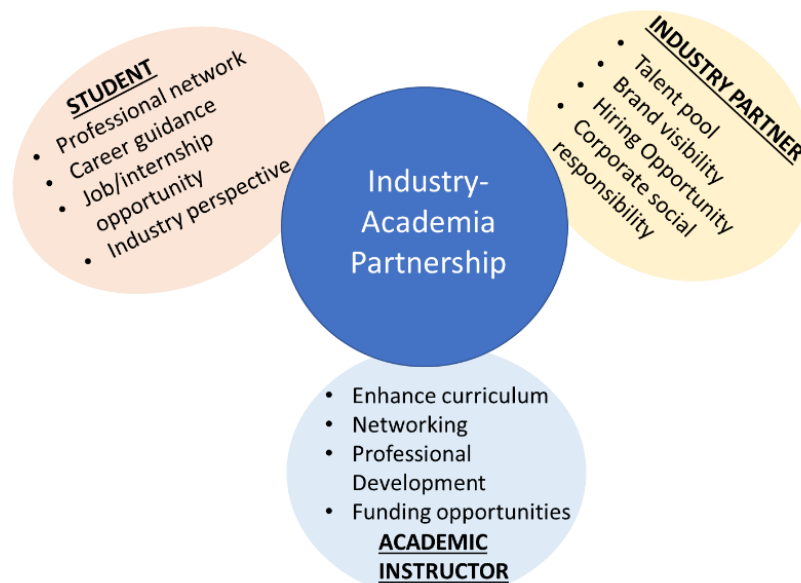 STUDENT
• Professional network
• Career guidance
• Job/internship
opportunity
• Industry perspective
Industry-
Academia
Partnership
INDUSTRY PARTNER
• Talent pool
• Brand visibility
• Hiring Opportunity
• Corporate social
responsibility
• Enhance curriculum
• Networking
• Professional
Development
• Funding opportunities
ACADEMIC
INSTRUCTOR